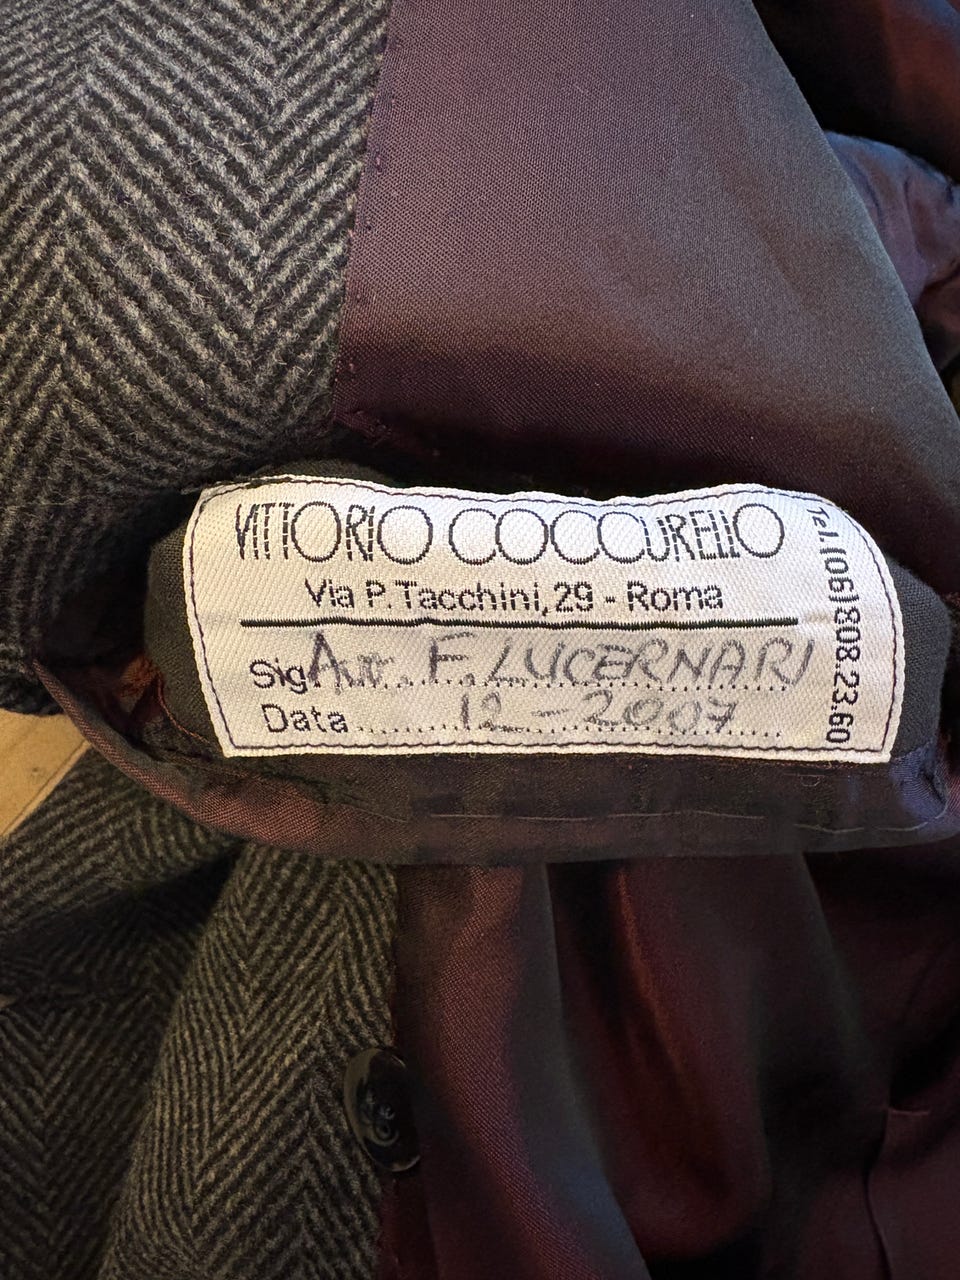 VITTORIO COCCURELLO
Via P. Tacchini, 29 - Roma
Sig. Avv. F. LUCERNARI
Data 12 - 2007
Tel. (06) 808.23.60